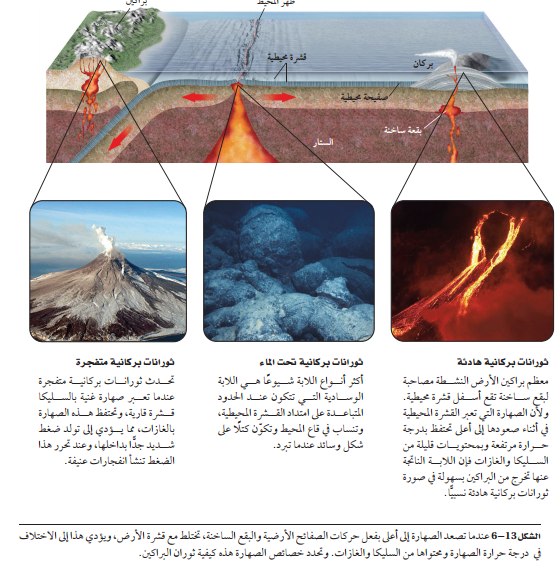 براكين
ظهر المحيط
قشرة محيطية
بركان
صفيحة محيطية
بقعة ساخنة
الستار
ثورانات بركانية هادئة
معظم براكين الأرض النشطة مصاحبة
لبقع ساخنة تقع أسفل قشرة محيطية.
ولأن الصهارة التي تعبر القشرة المحيطية
في أثناء صعودها إلى أعلى تحتفظ بدرجة
حرارة مرتفعة وبمحتويات قليلة من
السليكا والغازات فإن اللابة الناتجة
عنها تخرج من البراكين بسهولة في صورة
ثورانات بركانية هادئة نسبيًّا.
ثورانات بركانية تحت الماء
أكثر أنواع اللابة شيوعًا هي اللابة
الوسادية التي تتكون عند الحدود
المتباعدة على امتداد القشرة المحيطية،
وتنساب في قاع المحيط وتكوّن كتلًا على
شكل وسائد عندما تبرد.
ثورانات بركانية متفجرة
تحدث ثورانات بركانية متفجرة
عندما تعبر صهارة غنية بالسليكا
قشرة قارية، وتحتفظ هذه الصهارة
بالغازات، مما يؤدي إلى تولد ضغط
شديد جدًّا بداخلها، وعند تحرر هذا
الضغط تنشأ انفجارات عنيفة.
الشكل 13–6 عندما تصعد الصهارة إلى أعلى بفعل حركات الصفائح الأرضية والبقع الساخنة، تختلط مع قشرة الأرض، ويؤدي هذا إلى الاختلاف
في درجة حرارة الصهارة ومحتواها من السليكا والغازات. وتحدد خصائص الصهارة هذه كيفية ثوران البراكين.